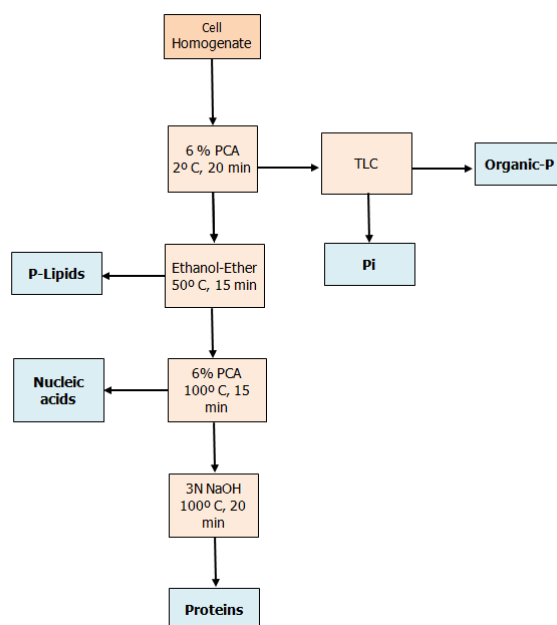 Cell
Homogenate
6 % PCA
2º C, 20 min
TLC
Organic-P
P-Lipids
Ethanol-Ether
50º C, 15 min
Pi
Nucleic
acids
6% PCA
100º C, 15
min
3N NaOH
100º C, 20
min
Proteins